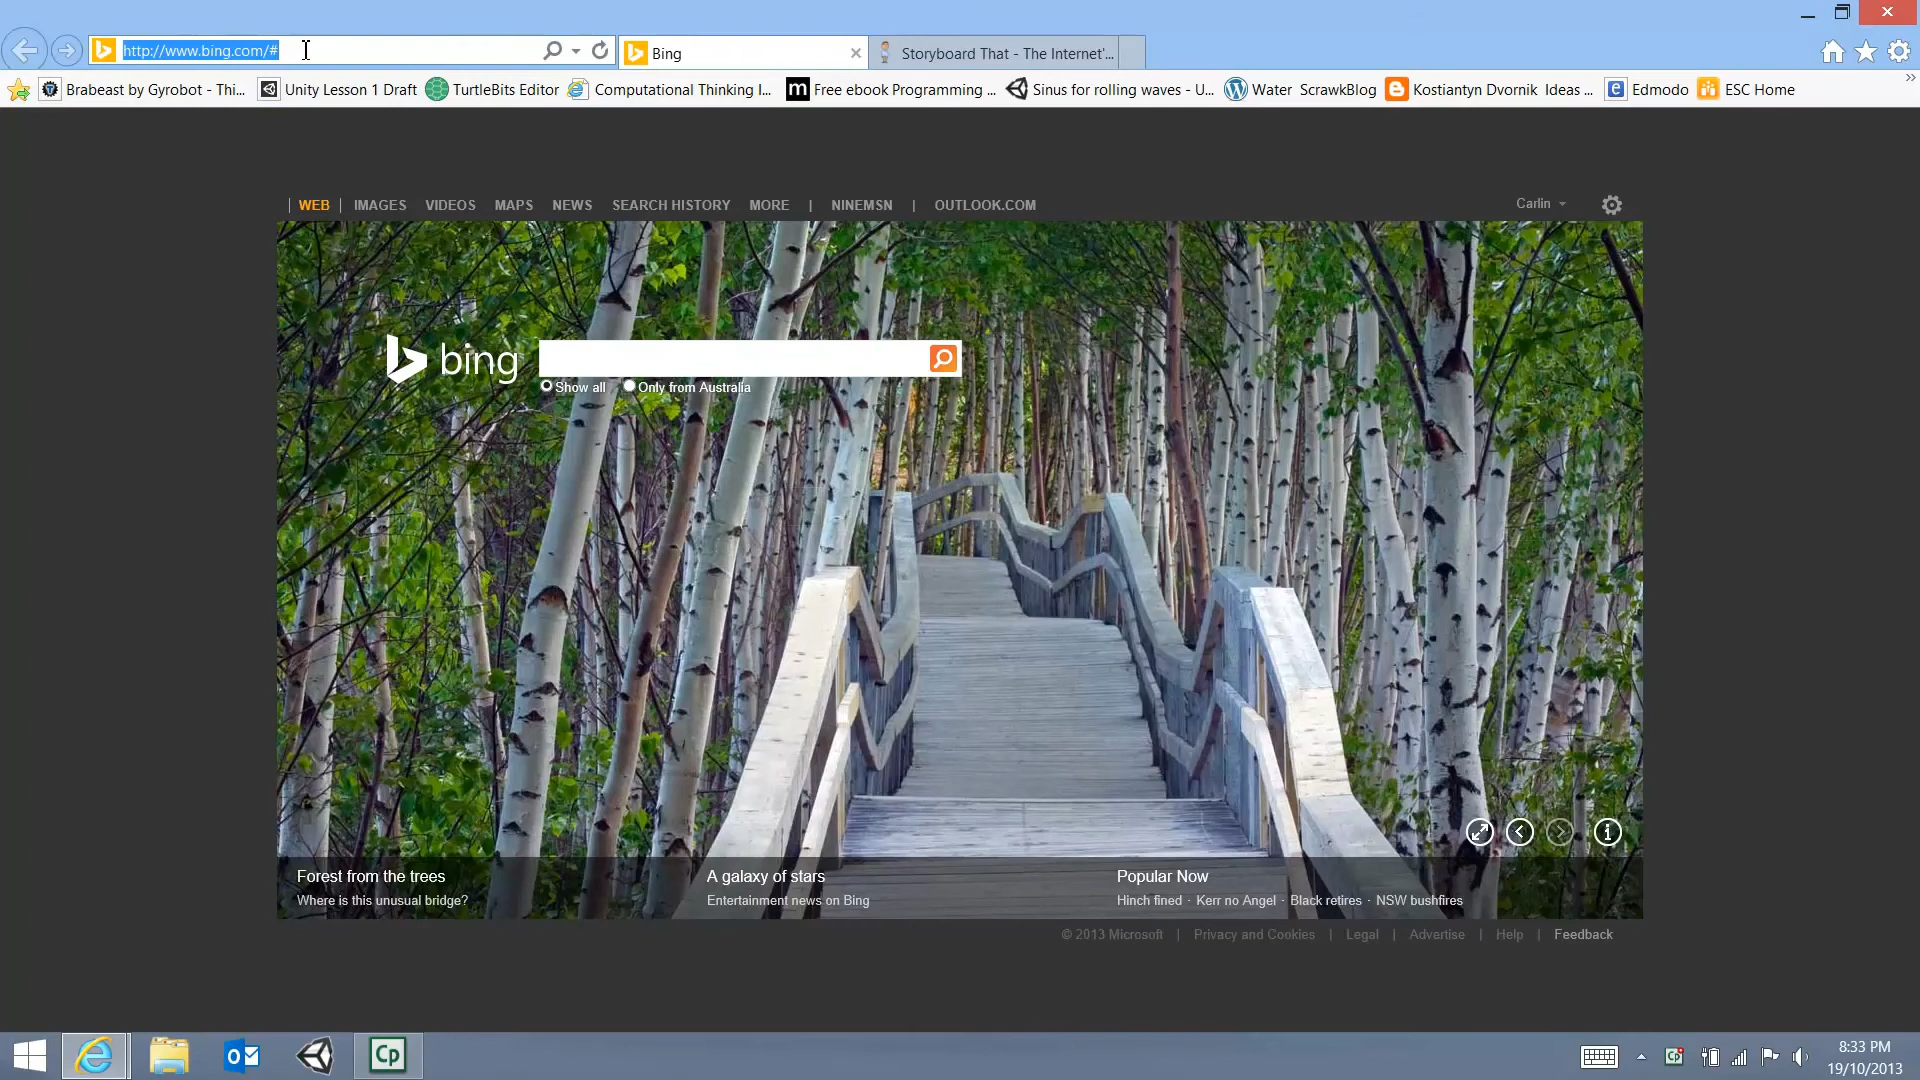 http://www.bing.com/#
Bing
Storyboard That - The Internet'...
Brabeast by Gyrobot - Thi...
Unity Lesson 1 Draft
TurtleBits Editor
Computational Thinking I...
m
Free ebook Programming ...
Sinus for rolling waves - U...
Water ScrawkBlog
Kostiantyn Dvornik Ideas ...
e
Edmodo
ESC Home
WEB | IMAGES VIDEOS MAPS NEWS SEARCH HISTORY MORE | NINEMSN | OUTLOOK.COM
Carlin
bing
Show all Only from Australia
Forest from the trees
Where is this unusual bridge?
A galaxy of stars
Entertainment news on Bing
Popular Now
Hinch fined · Kerr no Angel · Black retires · NSW bushfires
© 2013 Microsoft | Privacy and Cookies | Legal | Advertise | Help | Feedback
Cp
8:33 PM
19/10/2013